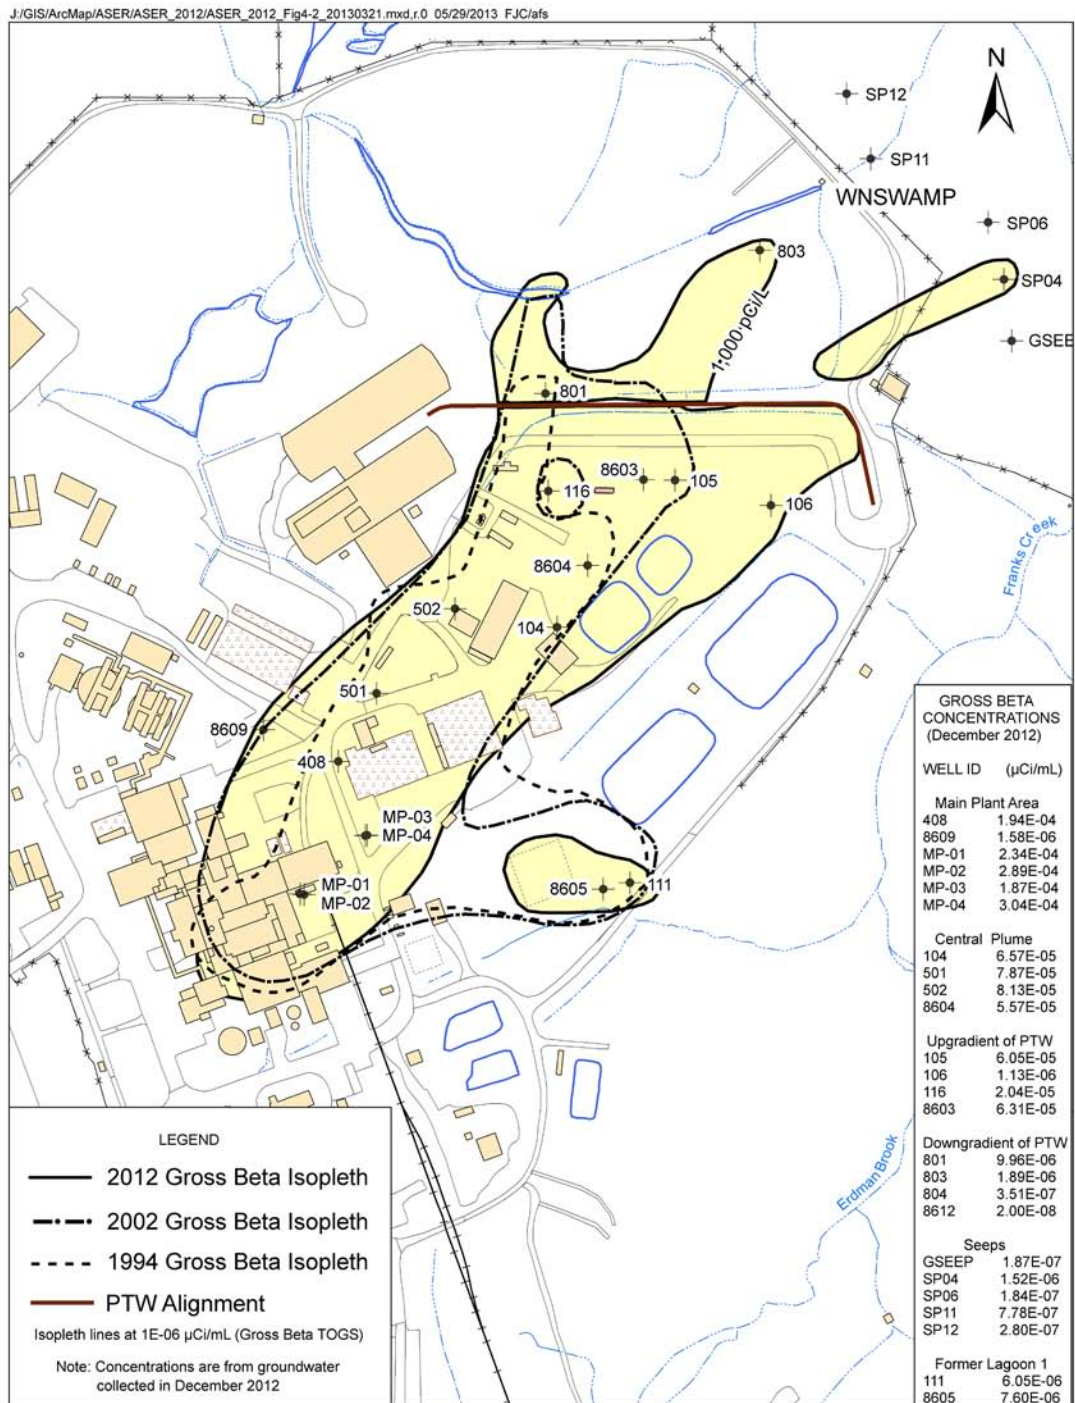 J:/GIS/ArcMap/ASER/ASER_2012/ASER_2012_Fig4-2_20130321.mxd,r.0 05/29/2013 FJC/afs
N
SP12
SP11
WNSWAMP
SP06
803
SP04
1,000 pCi/L
GSEE
801
8603
105
116
106
8604
Franks Creek
502
104
501
8609
408
MP-03
MP-04
MP-01
MP-02
8605
111
Erdman Brook
GROSS BETA
CONCENTRATIONS
(December 2012)
WELL ID (µCi/mL)
Main Plant Area
408 1.94E-04
8609 1.58E-06
MP-01 2.34E-04
MP-02 2.89E-04
MP-03 1.87E-04
MP-04 3.04E-04
Central Plume
104 6.57E-05
501 7.87E-05
502 8.13E-05
8604 5.57E-05
Upgradient of PTW
105 6.05E-05
106 1.13E-06
116 2.04E-05
8603 6.31E-05
Downgradient of PTW
801 9.96E-06
803 1.89E-06
804 3.51E-07
8612 2.00E-08
Seeps
GSEEP 1.87E-07
SP04 1.52E-06
SP06 1.84E-07
SP11 7.78E-07
SP12 2.80E-07
Former Lagoon 1
111 6.05E-06
8605 7.60E-06
LEGEND
2012 Gross Beta Isopleth
2002 Gross Beta Isopleth
1994 Gross Beta Isopleth
PTW Alignment
Isopleth lines at 1E-06 µCi/mL (Gross Beta TOGS)
Note: Concentrations are from groundwater
collected in December 2012